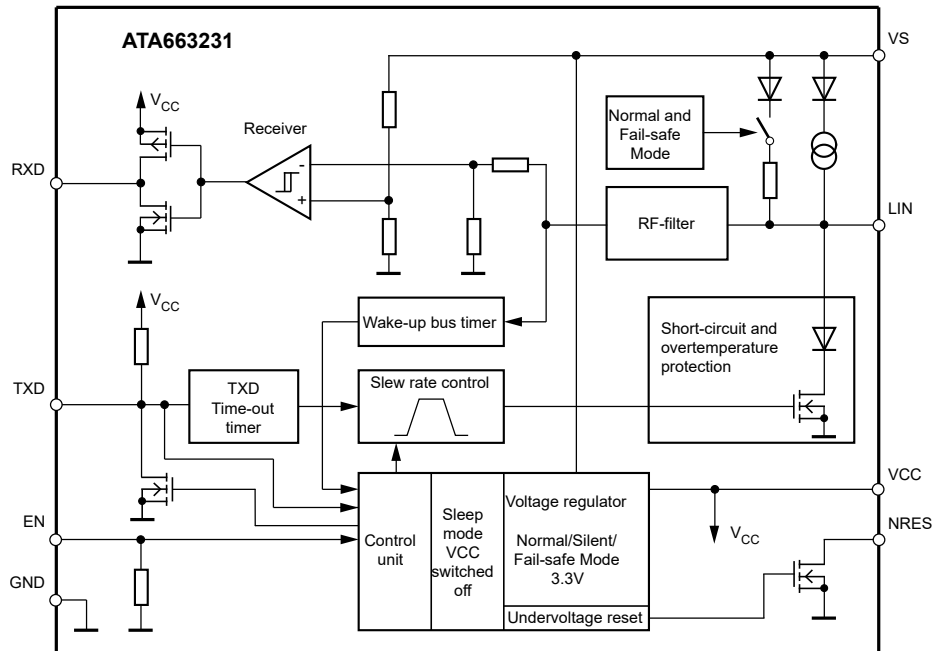 ATA663231
VS
VCC
Receiver
Normal and
Fail-safe
Mode
RXD
-
+
LIN
RF-filter
VCC
Wake-up bus timer
Short-circuit and
overtemperature
protection
TXD
TXD
Time-out
timer
Slew rate control
VCC
EN
Control
unit
Sleep
mode
VCC
switched
off
Voltage regulator
Normal/Silent/
Fail-safe Mode
3.3V
Undervoltage reset
VCC
NRES
GND